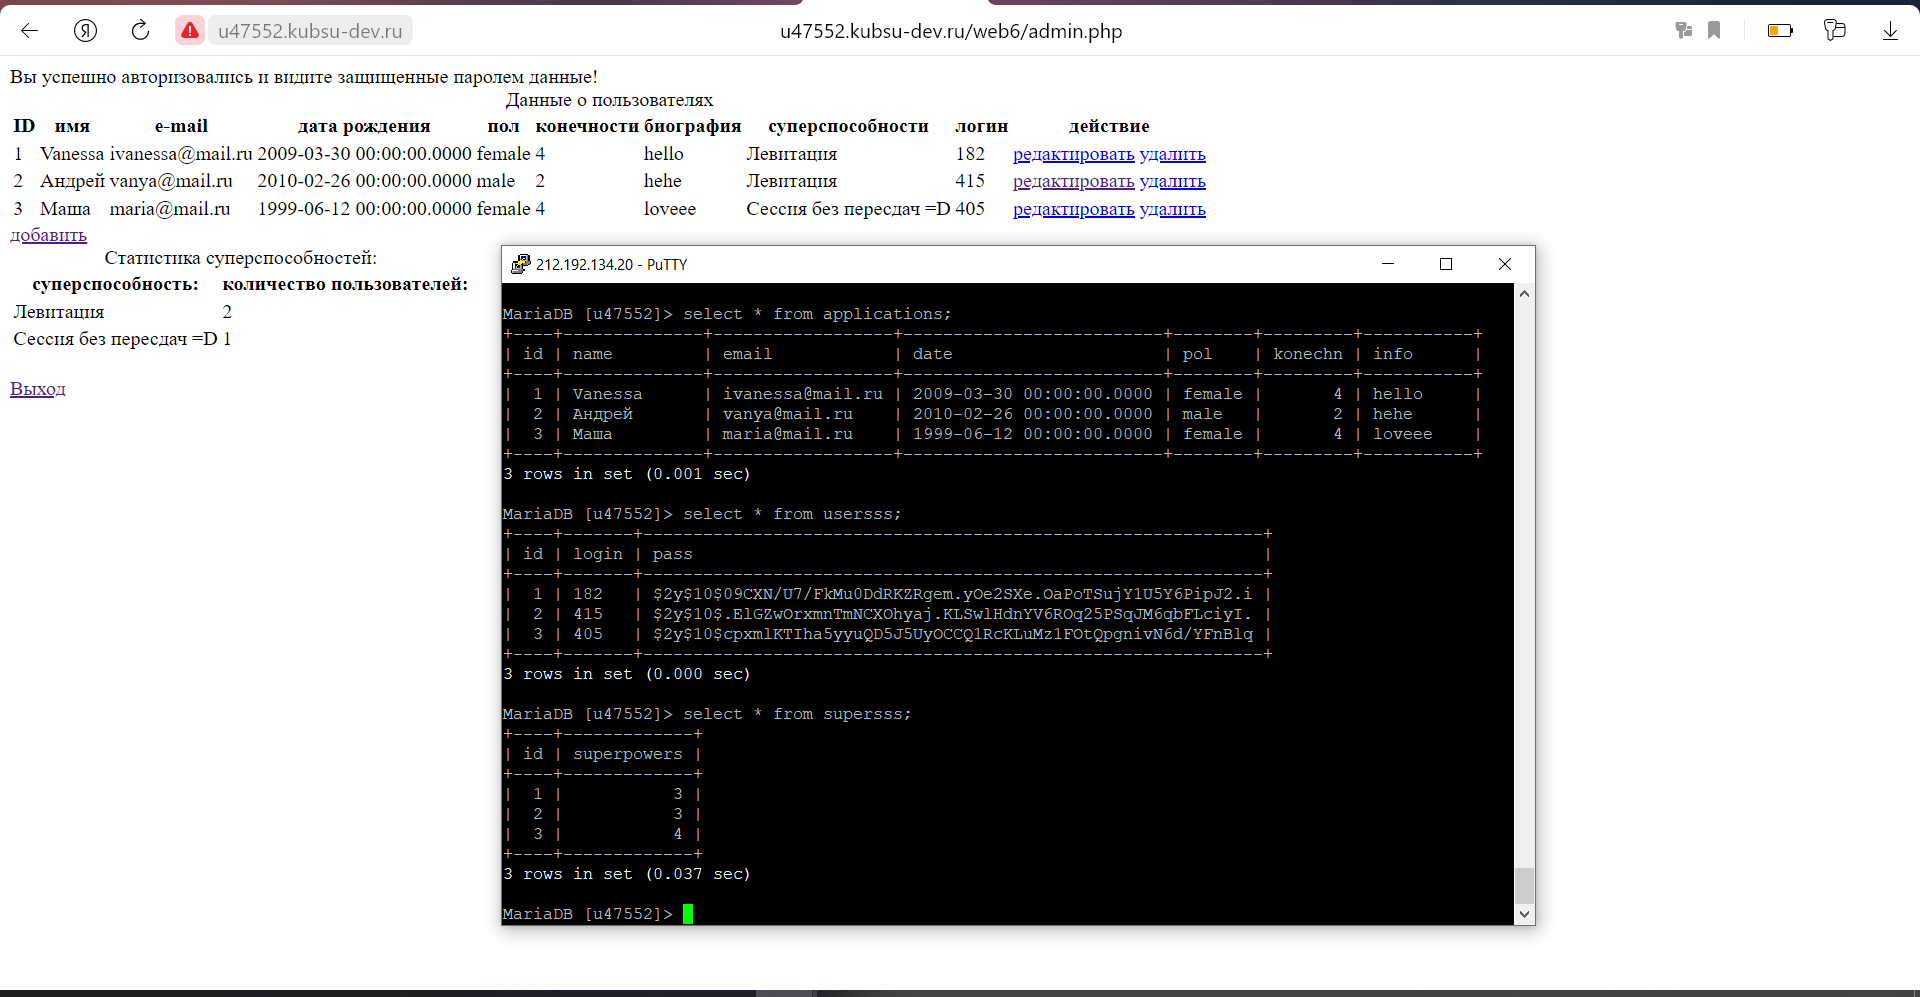 u47552.kubsu-dev.ru
u47552.kubsu-dev.ru/web6/admin.php
Вы успешно авторизовались и видите защищенные паролем данные!
Данные о пользователях
ID имя e-mail дата рождения пол конечности биография суперспособности логин действие
1 Vanessa ivanessa@mail.ru 2009-03-30 00:00:00.0000 female 4 hello Левитация 182 редактировать удалить
2 Андрей vanya@mail.ru 2010-02-26 00:00:00.0000 male 2 hehe Левитация 415 редактировать удалить
3 Маша maria@mail.ru 1999-06-12 00:00:00.0000 female 4 loveee Сессия без пересдач =D 405 редактировать удалить
добавить
Статистика суперспособностей:
суперспособность: количество пользователей:
Левитация 2
Сессия без пересдач =D 1
Выход
212.192.134.20 - PuTTY
MariaDB [u47552]> select * from applications;
+----+--------------+------------------+--------------------------+--------+---------+-----------+
| id | name | email | date | pol | konechn | info |
+----+--------------+------------------+--------------------------+--------+---------+-----------+
| 1 | Vanessa | ivanessa@mail.ru | 2009-03-30 00:00:00.0000 | female | 4 | hello |
| 2 | Андрей | vanya@mail.ru | 2010-02-26 00:00:00.0000 | male | 2 | hehe |
| 3 | Маша | maria@mail.ru | 1999-06-12 00:00:00.0000 | female | 4 | loveee |
+----+--------------+------------------+--------------------------+--------+---------+-----------+
3 rows in set (0.001 sec)
MariaDB [u47552]> select * from usersss;
+----+-------+--------------------------------------------------------------+
| id | login | pass |
+----+-------+--------------------------------------------------------------+
| 1 | 182 | $2y$10$09CXN/U7/FkMu0DdRKZRgem.yOe2SXe.OaPoTSujY1U5Y6PipJ2.i |
| 2 | 415 | $2y$10$.ElGZwOrxmnTmNCXOhyaj.KLSwlHdnYV6ROq25PSqJM6qbFLciyI. |
| 3 | 405 | $2y$10$cpxmlKTIha5yyuQD5J5UyOCCQ1RcKLuMz1FOtQpgnivN6d/YFnBlq |
+----+-------+--------------------------------------------------------------+
3 rows in set (0.000 sec)
MariaDB [u47552]> select * from supersss;
+----+-------------+
| id | superpowers |
+----+-------------+
| 1 | 3 |
| 2 | 3 |
| 3 | 4 |
+----+-------------+
3 rows in set (0.037 sec)
MariaDB [u47552]>